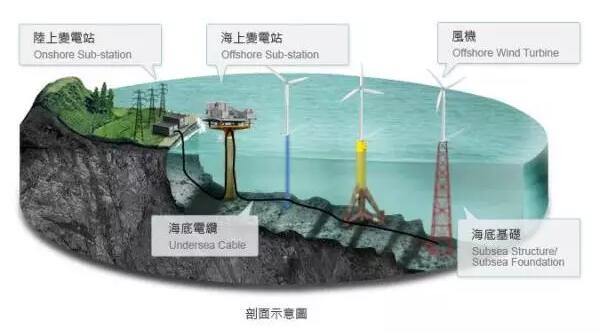 陸上變電站
Onshore Sub-station
海上變電站
Offshore Sub-station
風機
Offshore Wind Turbine
海底電纜
Undersea Cable
海底基礎
Subsea Structure/
Subsea Foundation
剖面示意圖